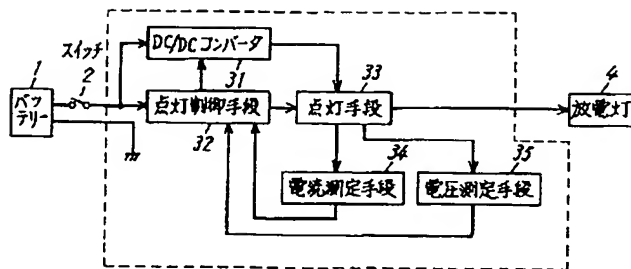 スイッチ
1
2
バッ
テリー
DC/DCコンバータ
31
点灯制御手段
32
33
点灯手段
4
放電灯
34
電流測定手段
35
電圧測定手段